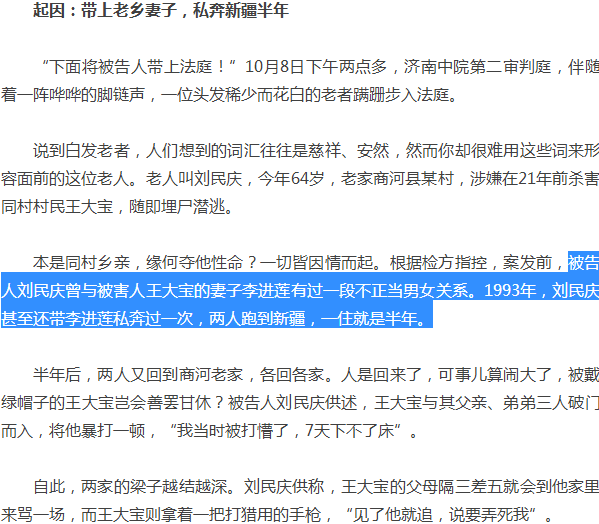 起因：带上老乡妻子，私奔新疆半年
“下面将被告人带上法庭！”10月8日下午两点多，济南中院第二审判庭，伴随
着一阵哗哗的脚链声，一位头发稀少而花白的老者蹒跚步入法庭。
说到白发老者，人们想到的词汇往往是慈祥、安然，然而你却很难用这些词来形
容面前的这位老人。老人叫刘民庆，今年64岁，老家商河县某村，涉嫌在21年前杀害
同村村民王大宝，随即埋尸潜逃。
本是同村乡亲，缘何夺他性命？一切皆因情而起。根据检方指控，案发前，被告
人刘民庆曾与被害人王大宝的妻子李进莲有过一段不正当男女关系。1993年，刘民庆
甚至还带李进莲私奔过一次，两人跑到新疆，一住就是半年。
半年后，两人又回到商河老家，各回各家。人是回来了，可事儿算闹大了，被戴
绿帽子的王大宝岂会善罢甘休？被告人刘民庆供述，王大宝与其父亲、弟弟三人破门
而入，将他暴打一顿，“我当时被打懵了，7天下不了床”。
自此，两家的梁子越结越深。刘民庆供称，王大宝的父母隔三差五就会到他家里
来骂一场，而王大宝则拿着一把打猎用的手枪，“见了他就追，说要弄死我”。